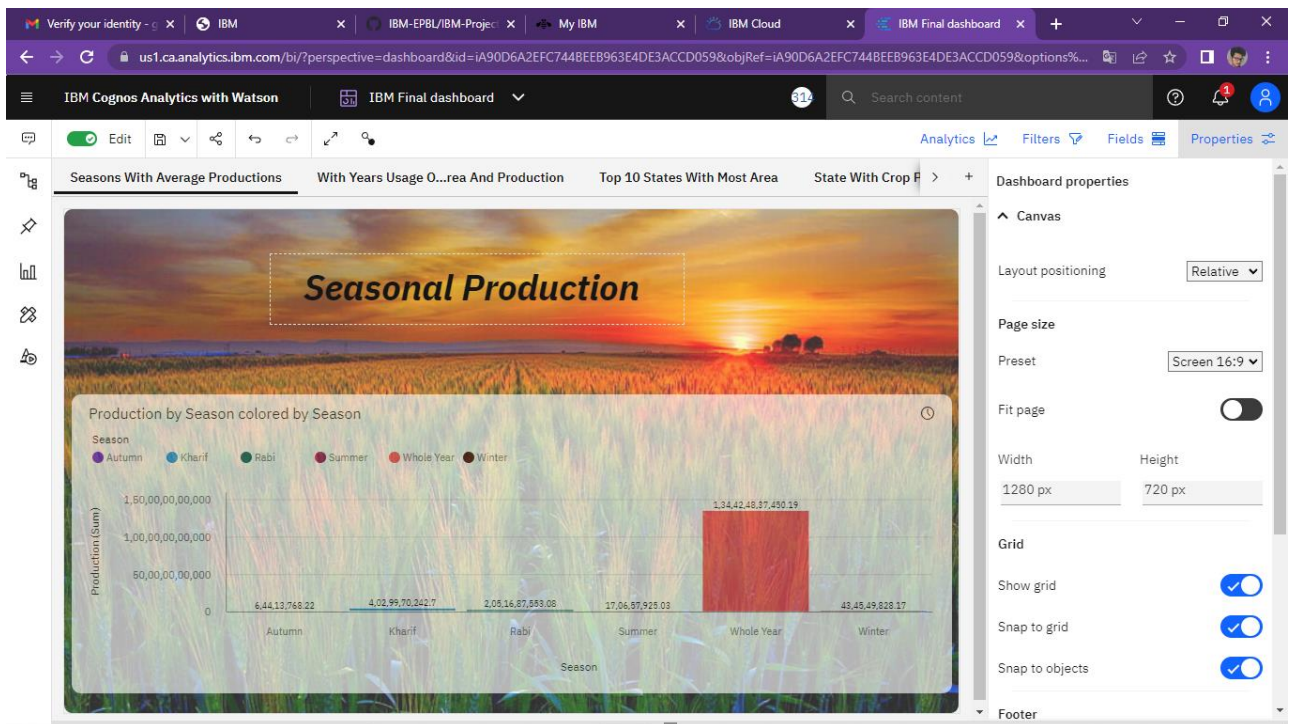 Verify your identity - g
IBM
IBM-EPBL/IBM-Project
My IBM
IBM Cloud
IBM Final dashboard
us1.ca.analytics.ibm.com/bi/?perspective=dashboard&id=iA90D6A2EFC744BEEB963E4DE3ACCD059&objRef=iA90D6A2EFC744BEEB963E4DE3ACCD059&options%...
IBM Cognos Analytics with Watson
IBM Final dashboard
314
Search content
1
Edit
Analytics
Filters
Fields
Properties
Seasons With Average Productions
With Years Usage O...rea And Production
Top 10 States With Most Area
State With Crop P
Seasonal Production
Production by Season colored by Season
Season
Autumn Kharif Rabi Summer Whole Year Winter
Production (Sum)
1,50,00,00,00,000
1,00,00,00,00,000
50,00,00,00,000
0
6,44,13,768.22
4,02,99,70,242.7
2,05,16,87,553.08
17,06,57,925.03
1,34,42,48,37,450.19
43,45,49,828.17
Autumn Kharif Rabi Summer Whole Year Winter
Season
Dashboard properties
Canvas
Layout positioning Relative
Page size
Preset Screen 16:9
Fit page
Width Height
1280 px 720 px
Grid
Show grid
Snap to grid
Snap to objects
Footer